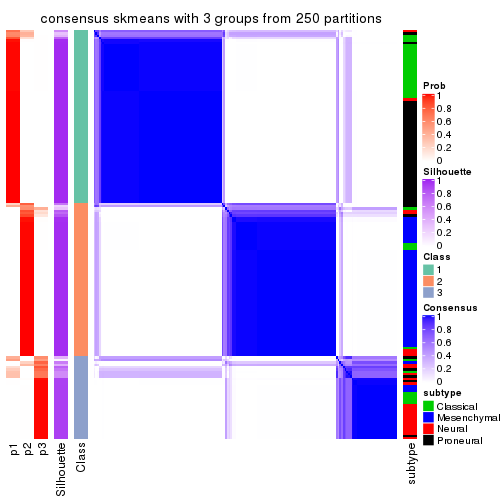 consensus skmeans with 3 groups from 250 partitions
Prob
1
0.8
0.6
0.4
0.2
0
Silhouette
1
0.8
0.6
0.4
0.2
0
Class
1
2
3
Consensus
1
0.8
0.6
0.4
0.2
0
subtype
Classical
Mesenchymal
Neural
Proneural
p1
p2
p3
Silhouette
Class
subtype